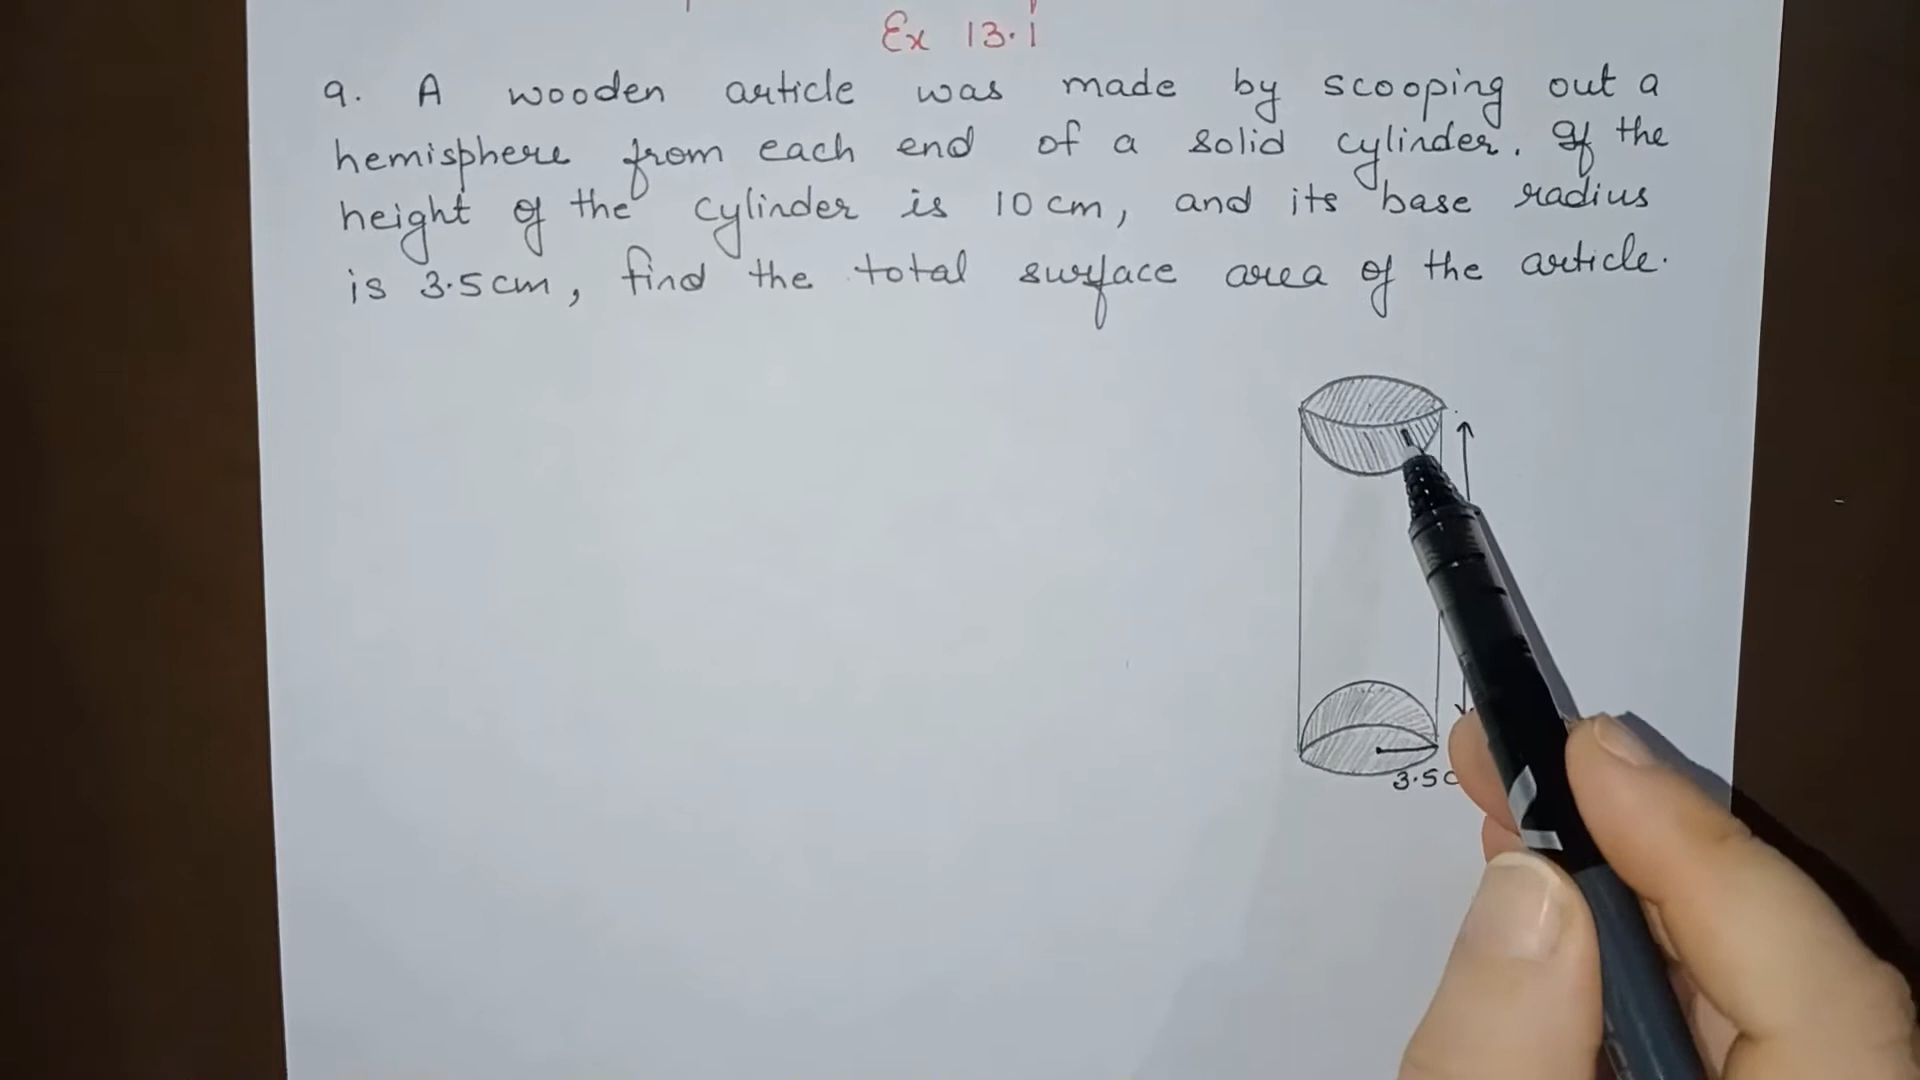 Ex 13.1
9. A wooden article was made by scooping out a
hemisphere from each end of a solid cylinder. If the
height of the cylinder is 10 cm, and its base radius
is 3.5 cm, find the total surface area of the article.
3.5c